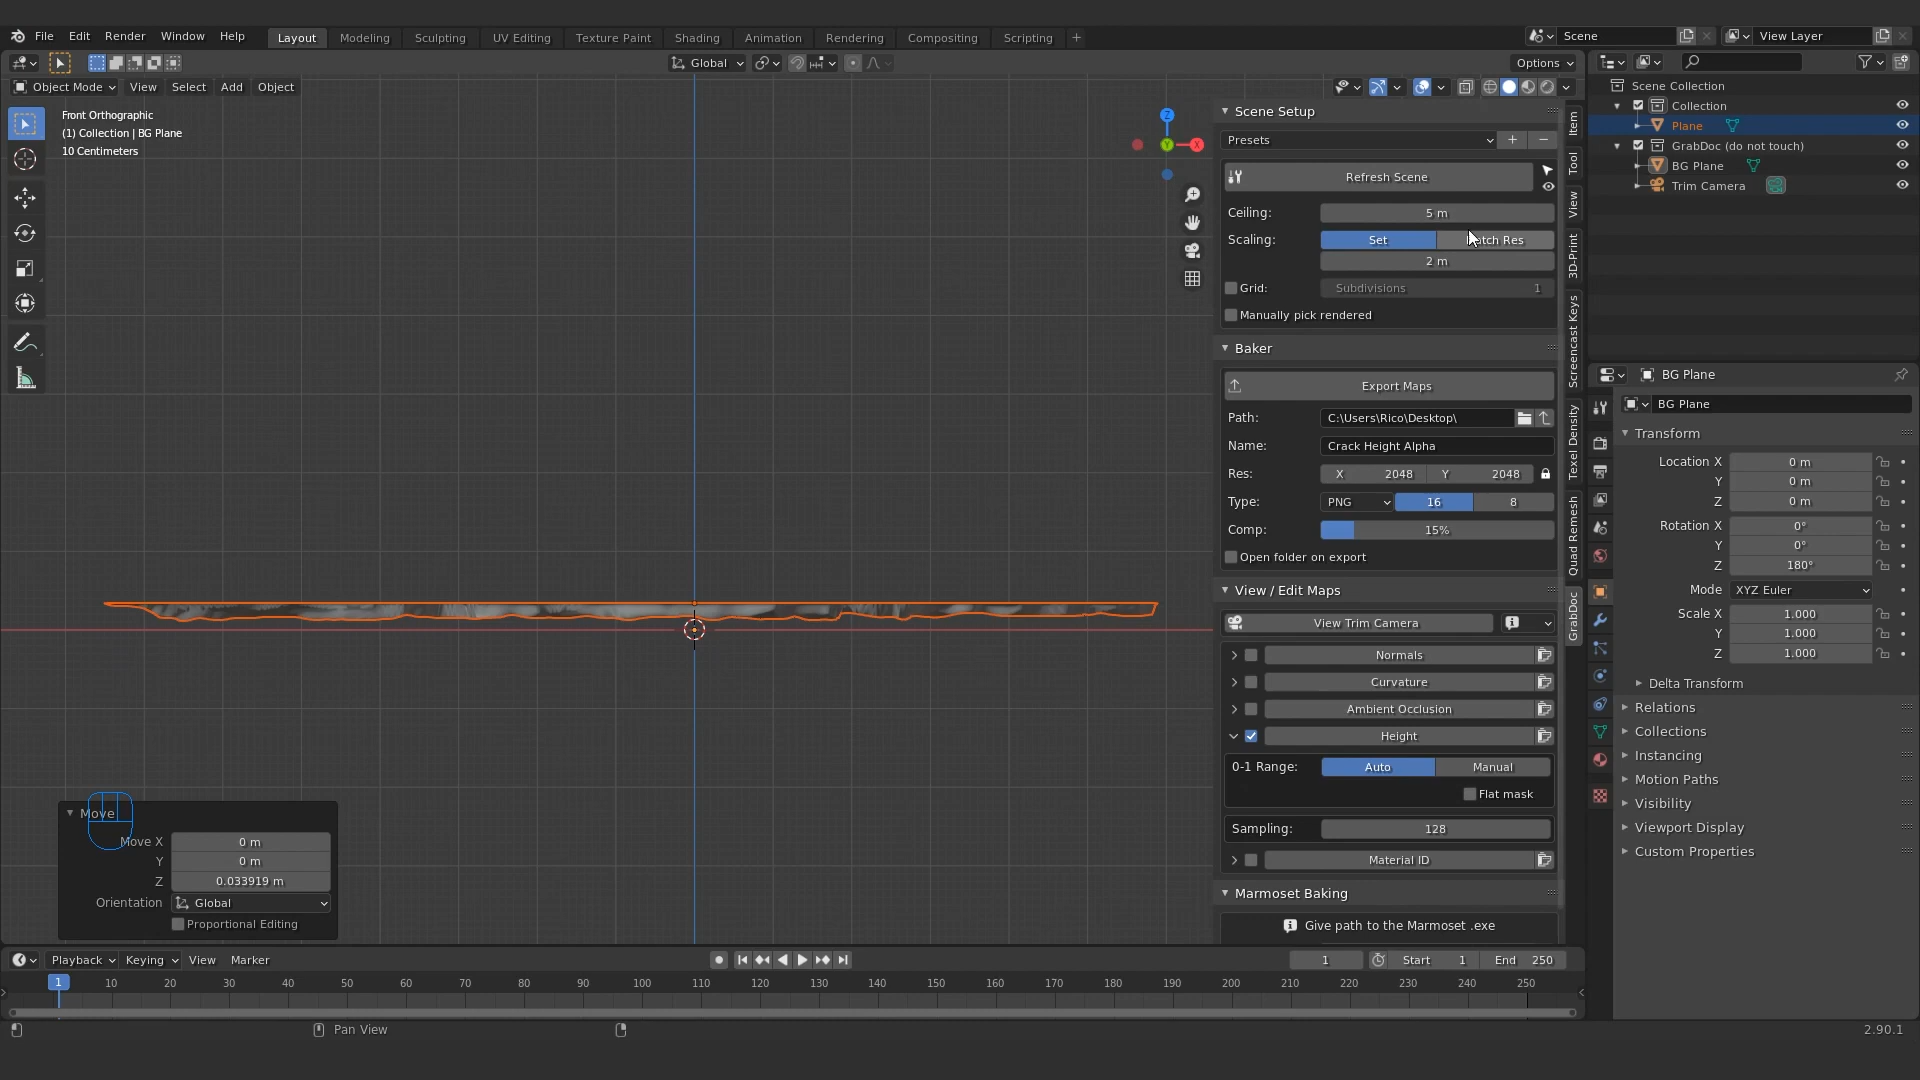 File Edit Render Window Help Layout Modeling Sculpting UV Editing Texture Paint Shading Animation Rendering Compositing Scripting + Scene View Layer
Global Options
Object Mode View Select Add Object
Front Orthographic
(1) Collection | BG Plane
10 Centimeters
Z
Y
X
Scene Setup
Presets
Refresh Scene
Ceiling: 5 m
Scaling: Set tch Res
2 m
Grid: Subdivisions 1
Manually pick rendered
Baker
Export Maps
Path: C:\Users\Rico\Desktop\
Name: Crack Height Alpha
Res: X 2048 Y 2048
Type: PNG 16 8
Comp: 15%
Open folder on export
View / Edit Maps
View Trim Camera
Normals
Curvature
Ambient Occlusion
Height
0-1 Range: Auto Manual
Flat mask
Sampling: 128
Material ID
Marmoset Baking
Give path to the Marmoset .exe
Item
Tool
View
3D-Print
Screencast Keys
Texel Density
Quad Remesh
GrabDoc
Scene Collection
Collection
Plane
GrabDoc (do not touch)
BG Plane
Trim Camera
BG Plane
BG Plane
Transform
Location X 0 m
Y 0 m
Z 0 m
Rotation X 0°
Y 0°
Z 180°
Mode XYZ Euler
Scale X 1.000
Y 1.000
Z 1.000
Delta Transform
Relations
Collections
Instancing
Motion Paths
Visibility
Viewport Display
Custom Properties
Move
Move X 0 m
Y 0 m
Z 0.033919 m
Orientation Global
Proportional Editing
Playback Keying View Marker 1 Start 1 End 250
1 10 20 30 40 50 60 70 80 90 100 110 120 130 140 150 160 170 180 190 200 210 220 230 240 250
Pan View 2.90.1